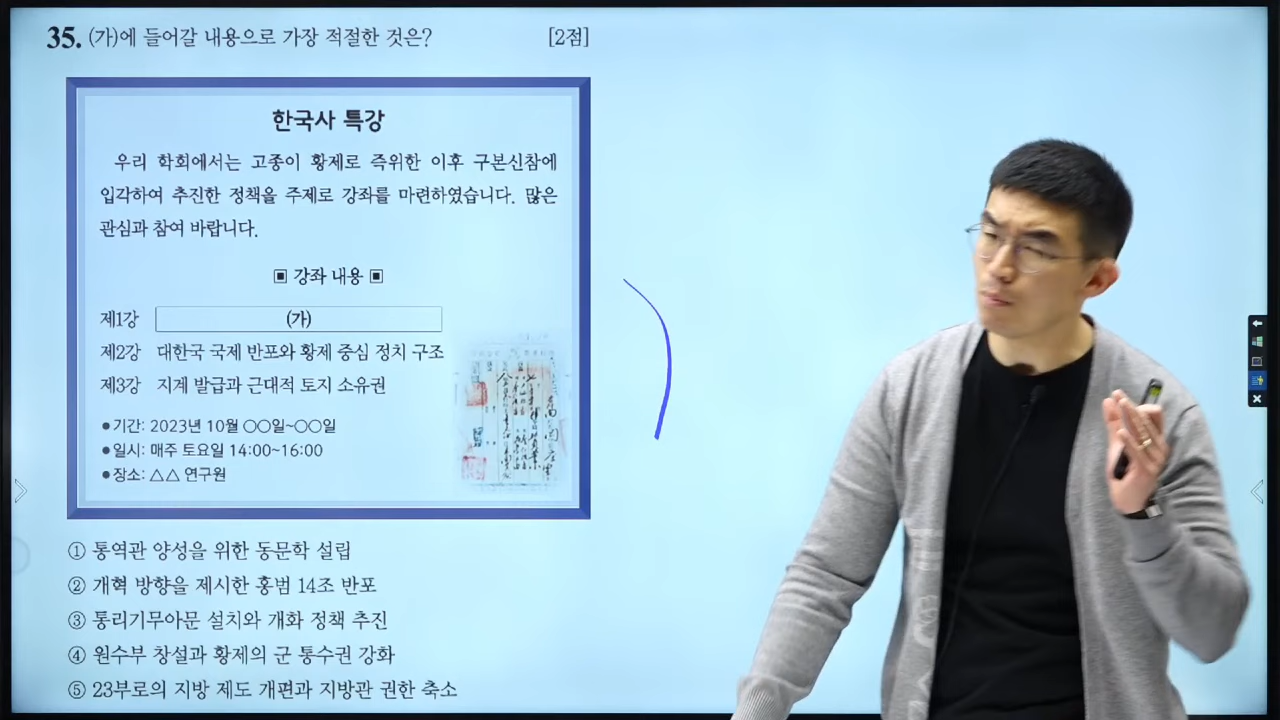 35. (가)에 들어갈 내용으로 가장 적절한 것은? [2점]
한국사 특강
우리 학회에서는 고종이 황제로 즉위한 이후 구본신참에
입각하여 추진한 정책을 주제로 강좌를 마련하였습니다. 많은
관심과 참여 바랍니다.
▣ 강좌 내용 ▣
제1강 (가)
제2강 대한국 국제 반포와 황제 중심 정치 구조
제3강 지계 발급과 근대적 토지 소유권
● 기간: 2023년 10월 ○○일~○○일
● 일시: 매주 토요일 14:00~16:00
● 장소: △△ 연구원
① 통역관 양성을 위한 동문학 설립
② 개혁 방향을 제시한 홍범 14조 반포
③ 통리기무아문 설치와 개화 정책 추진
④ 원수부 창설과 황제의 군 통수권 강화
⑤ 23부로의 지방 제도 개편과 지방관 권한 축소